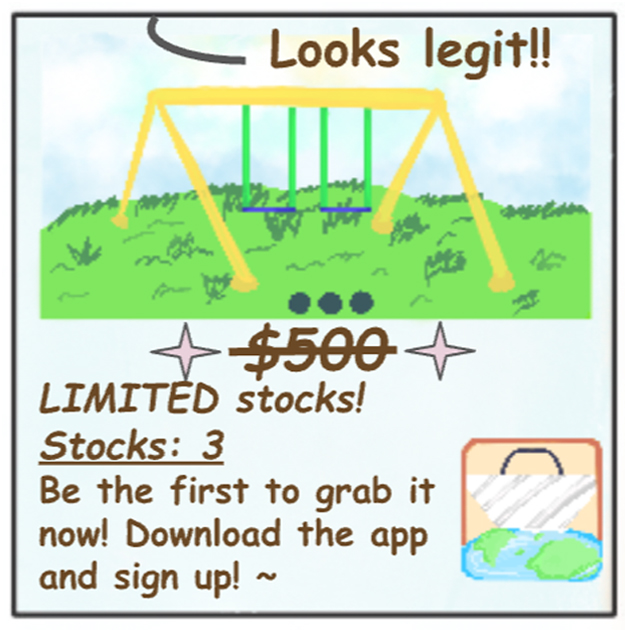 Looks legit!!
$500
LIMITED stocks!
Stocks: 3
Be the first to grab it
now! Download the app
and sign up! ~